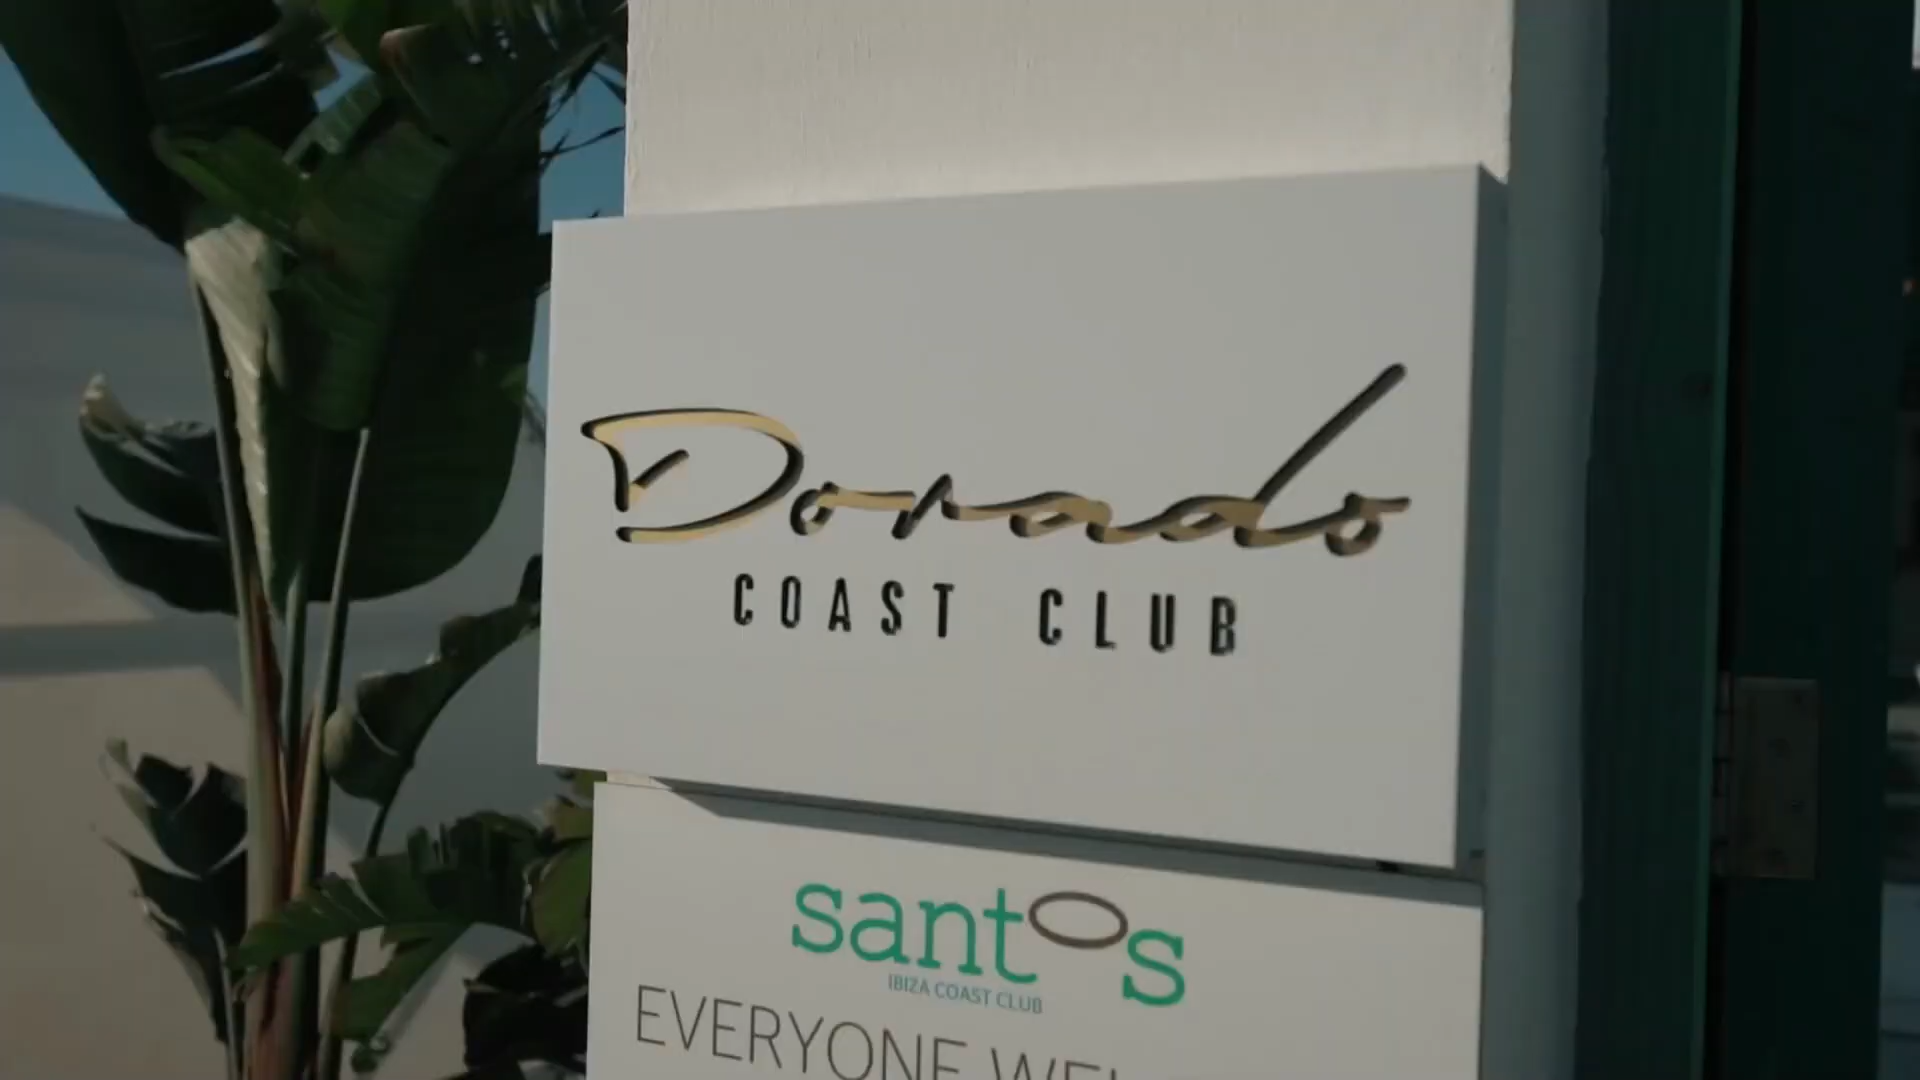 Dorado
COAST CLUB
santos
IBIZA COAST CLUB
EVERYONE